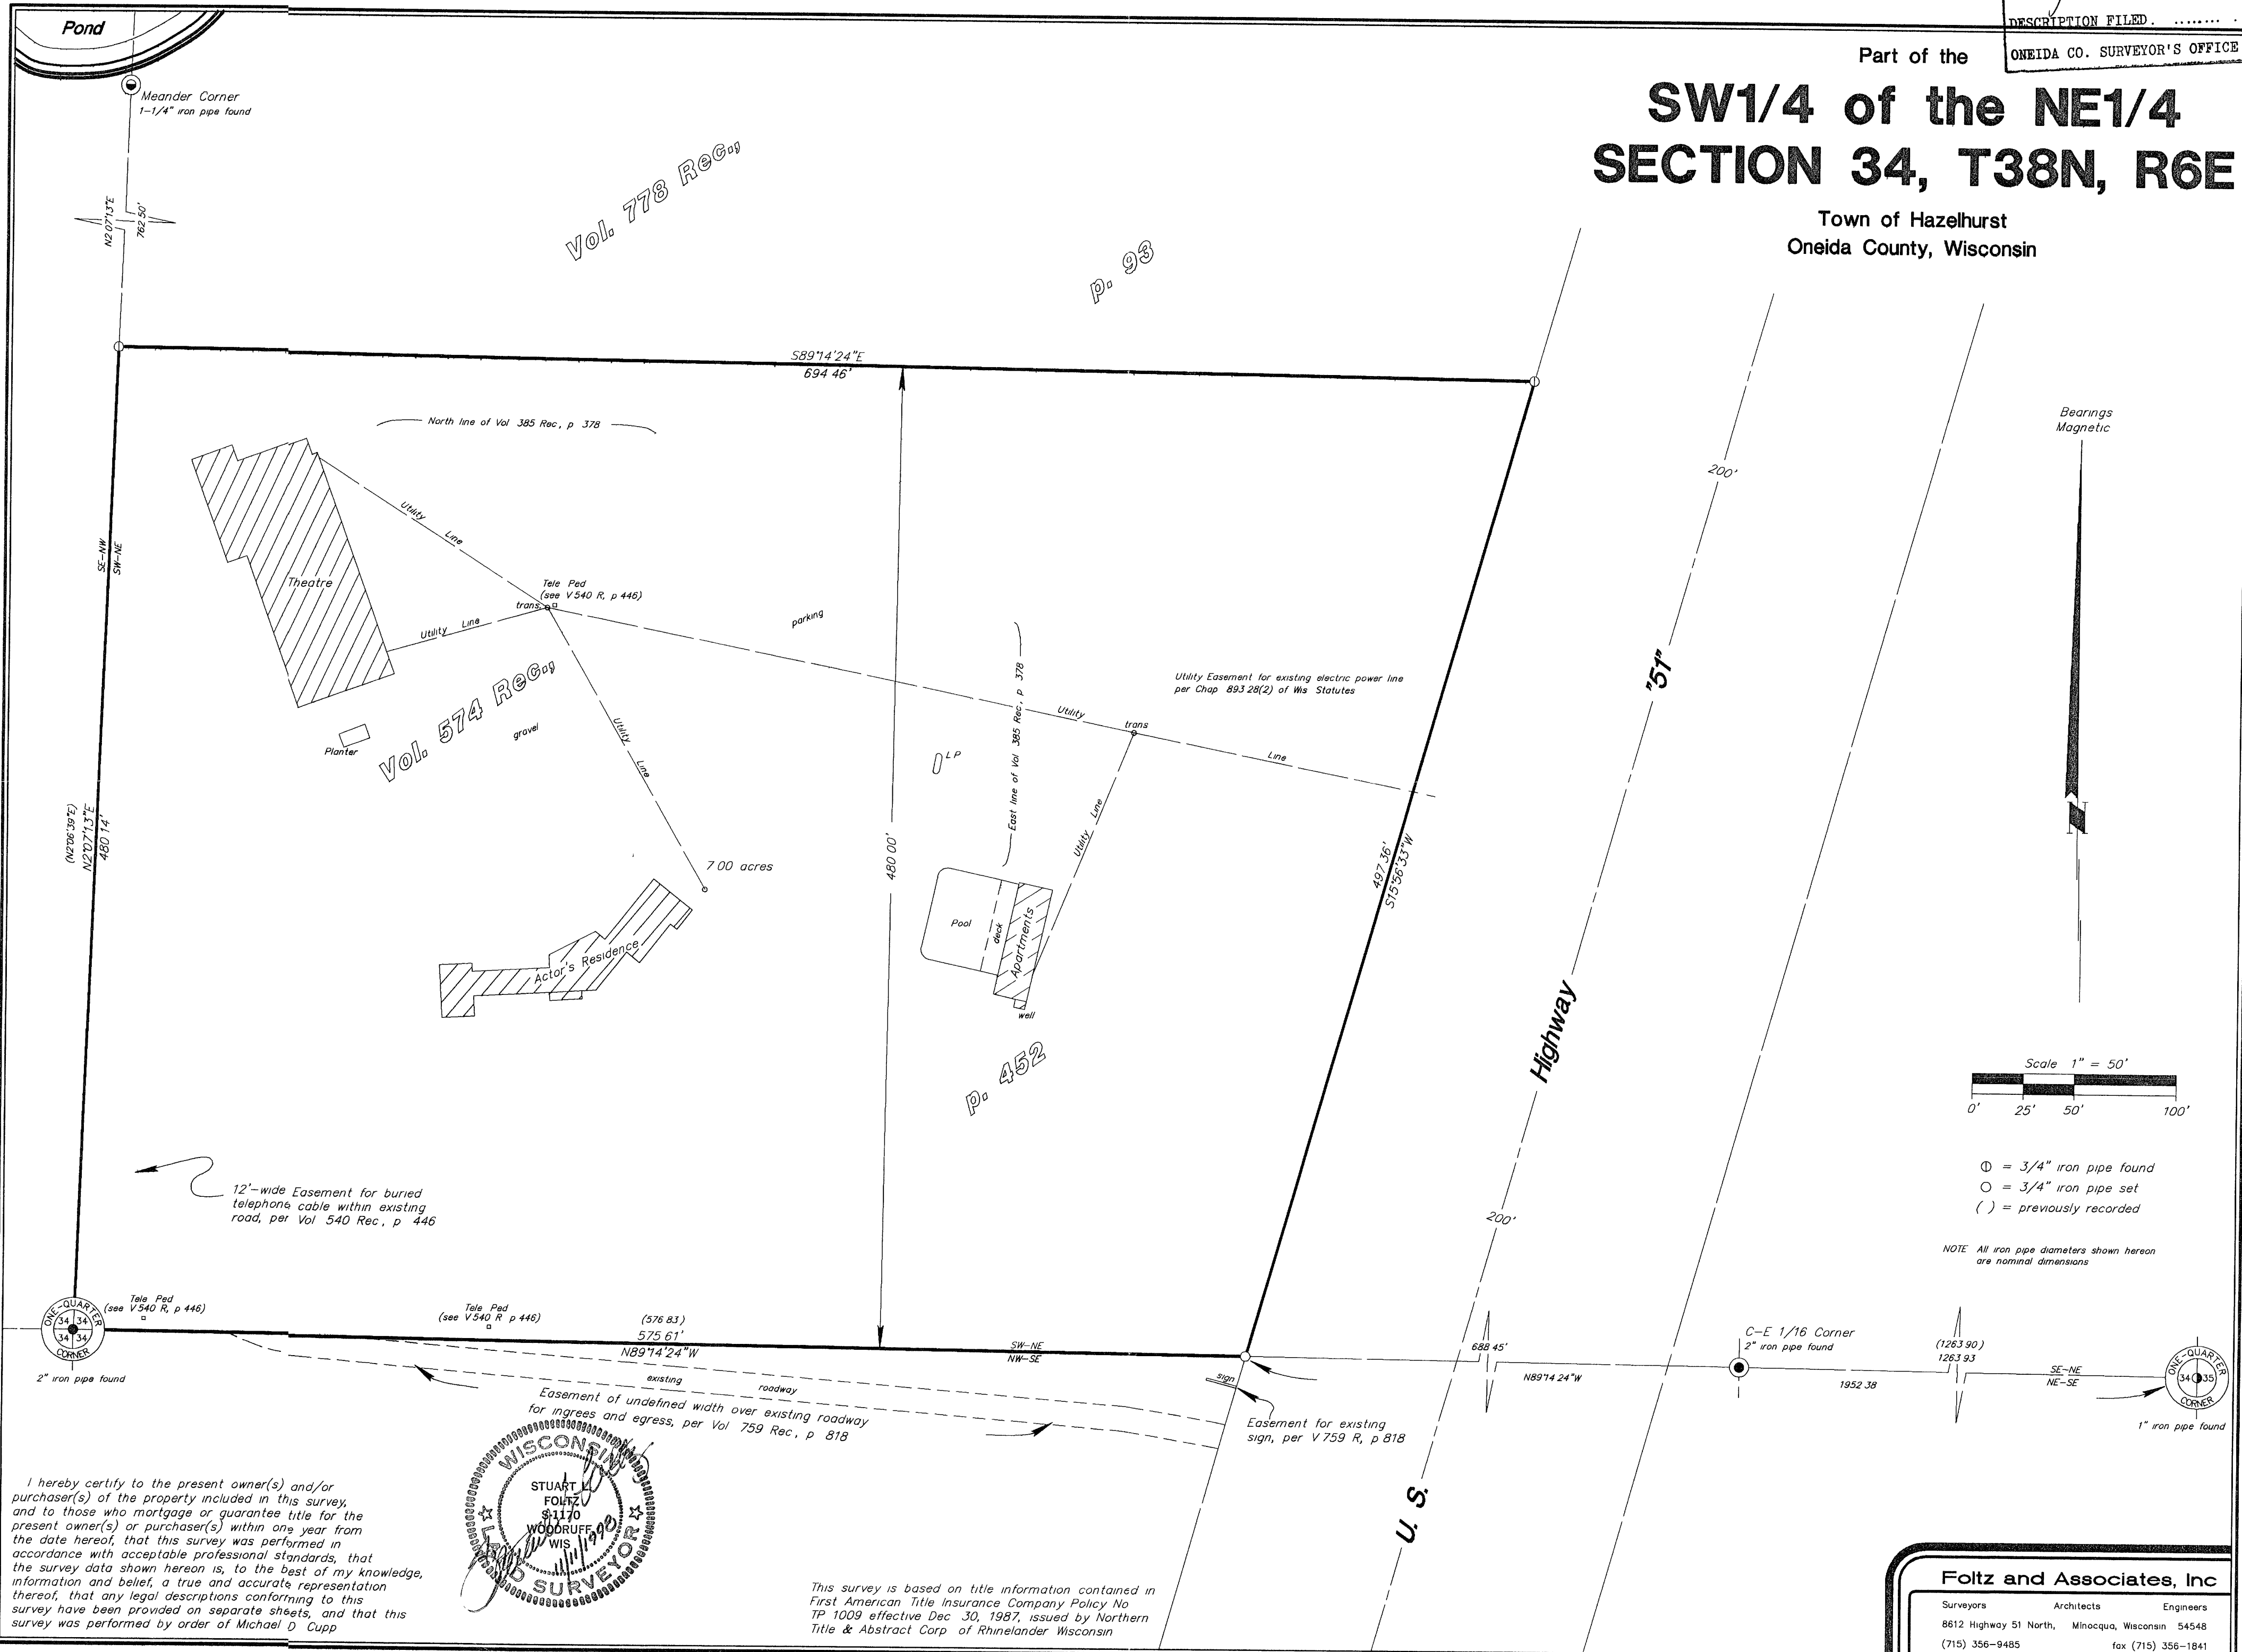 DESCRIPTION FILED. ........ .
ONEIDA CO. SURVEYOR'S OFFICE
Part of the
SW1/4 of the NE1/4
SECTION 34, T38N, R6E
Town of Hazelhurst
Oneida County, Wisconsin
Pond
Meander Corner
1-1/4" iron pipe found
N2°07'13"E
762 50'
Vol. 778 Rec.,
p. 93
S89°14'24"E
694 46'
North line of Vol 385 Rec, p 378
SE-NW
SW-NE
Theatre
Utility Line
Tele Ped
(see V 540 R, p 446)
trans
Utility Line
parking
Vol. 574 Rec.,
gravel
Planter
Utility Line
East line of Vol 385 Rec, p 378
Utility Easement for existing electric power line
per Chap 893 28(2) of Wis Statutes
Utility Line
trans
LP
Utility Line
(N2°06'39"E)
N2°07'13"E
480 14'
7 00 acres
480 00'
497 36'
S15°56'33"W
Pool
deck
Apartments
Actor's Residence
well
p. 452
200'
"51"
Highway
200'
U. S.
Bearings
Magnetic
N
Scale 1" = 50'
0' 25' 50' 100'
= 3/4" iron pipe found
= 3/4" iron pipe set
( ) = previously recorded
NOTE All iron pipe diameters shown hereon
are nominal dimensions
12'-wide Easement for buried
telephone cable within existing
road, per Vol 540 Rec, p 446
ONE-QUARTER
34 34
34 34
CORNER
2" iron pipe found
Tele Ped
(see V 540 R, p 446)
Tele Ped
(see V 540 R p 446)
(576 83)
575 61'
N89°14'24"W
SW-NE
NW-SE
existing roadway
Easement of undefined width over existing roadway
for ingrees and egress, per Vol 759 Rec, p 818
sign
Easement for existing
sign, per V 759 R, p 818
688 45'
N89°14 24"W
C-E 1/16 Corner
2" iron pipe found
1952 38
(1263 90)
1263 93
SE-NE
NE-SE
ONE-QUARTER
34 35
CORNER
1" iron pipe found
I hereby certify to the present owner(s) and/or
purchaser(s) of the property included in this survey,
and to those who mortgage or guarantee title for the
present owner(s) or purchaser(s) within one year from
the date hereof, that this survey was performed in
accordance with acceptable professional standards, that
the survey data shown hereon is, to the best of my knowledge,
information and belief, a true and accurate representation
thereof, that any legal descriptions conforming to this
survey have been provided on separate sheets, and that this
survey was performed by order of Michael D Cupp
WISCONSIN
STUART L
FOLTZ
S-1170
WOODRUFF
WIS
LAND SURVEYOR
This survey is based on title information contained in
First American Title Insurance Company Policy No
TP 1009 effective Dec 30, 1987, issued by Northern
Title & Abstract Corp of Rhinelander Wisconsin
Foltz and Associates, Inc
Surveyors Architects Engineers
8612 Highway 51 North, Minocqua, Wisconsin 54548
(715) 356-9485 fax (715) 356-1841